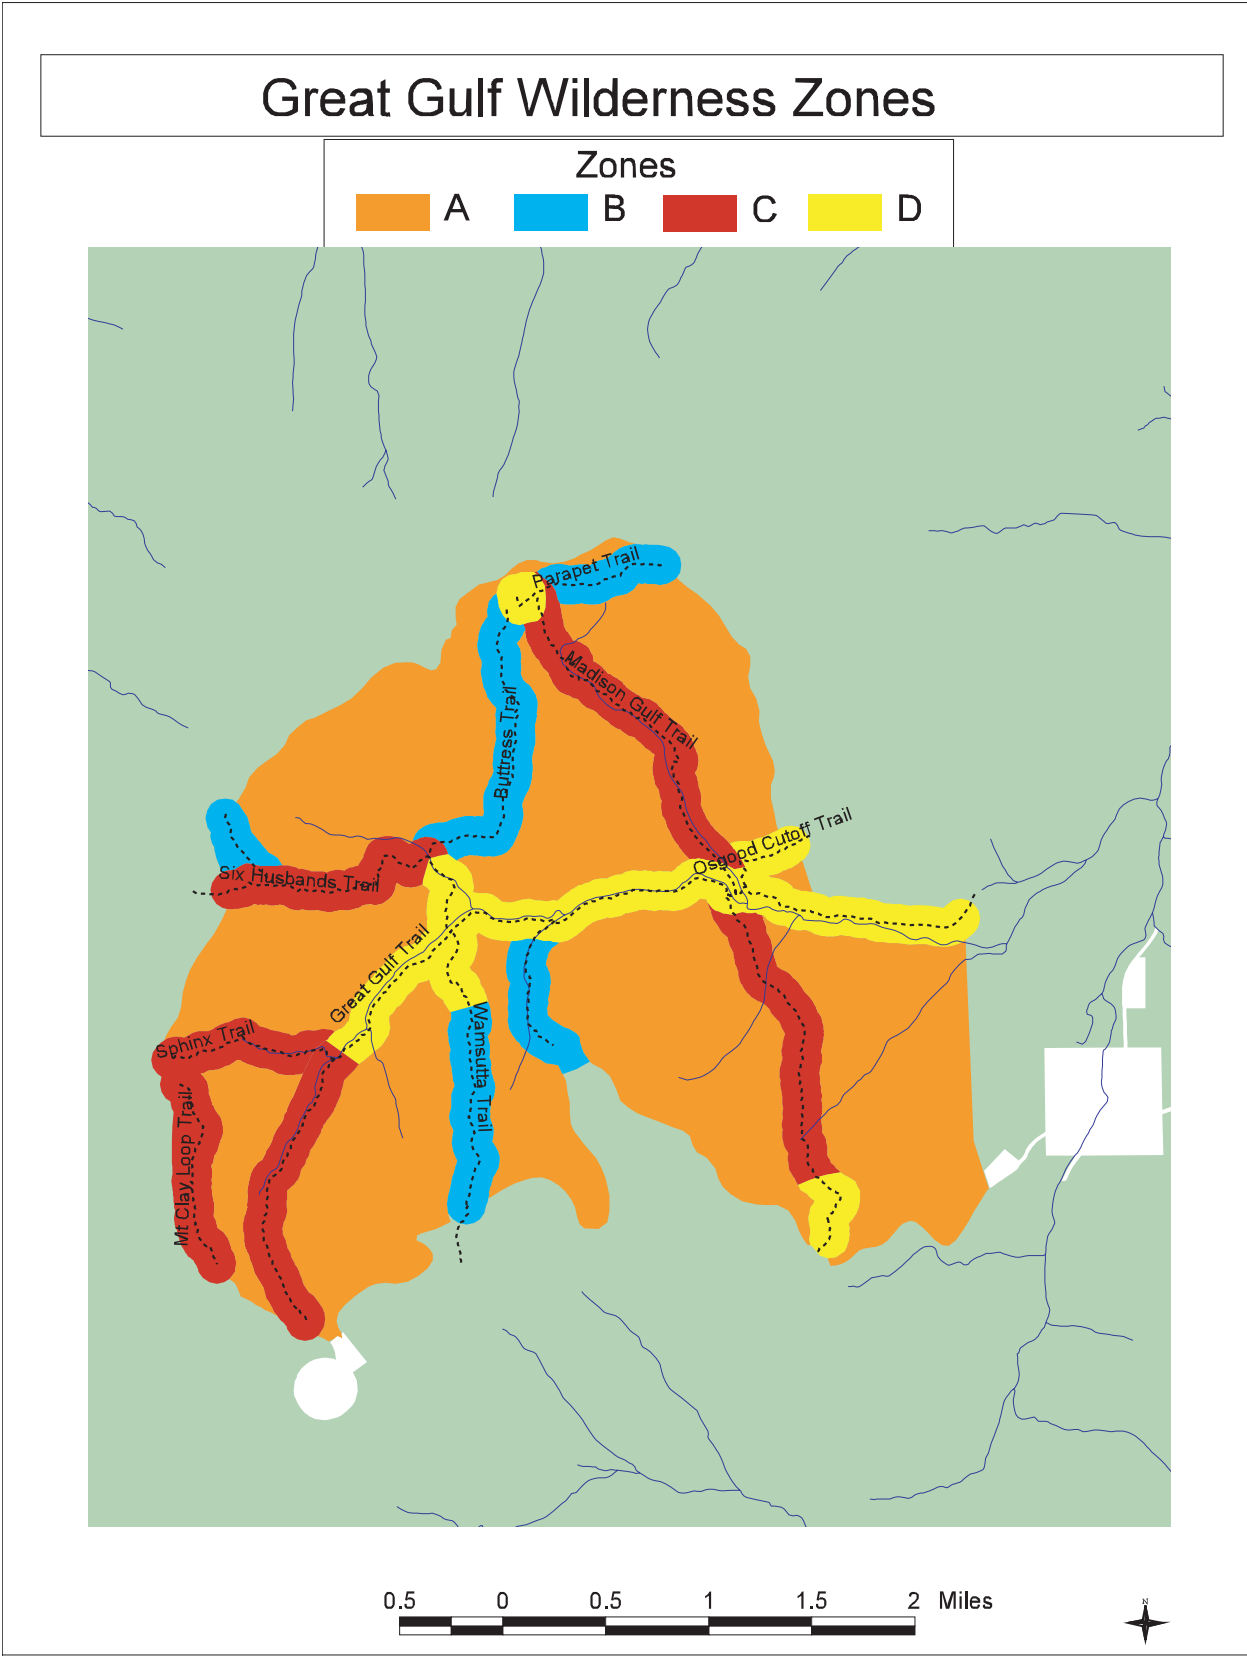 Great Gulf Wilderness Zones
Zones
A B C D
Parapet Trail
Madison Gulf Trail
Buttress Trail
Osgood Cutoff Trail
Six Husbands Trail
Great Gulf Trail
Sphinx Trail
Wamsutta Trail
Mt Clay Loop Trail
0.5 0 0.5 1 1.5 2 Miles
N